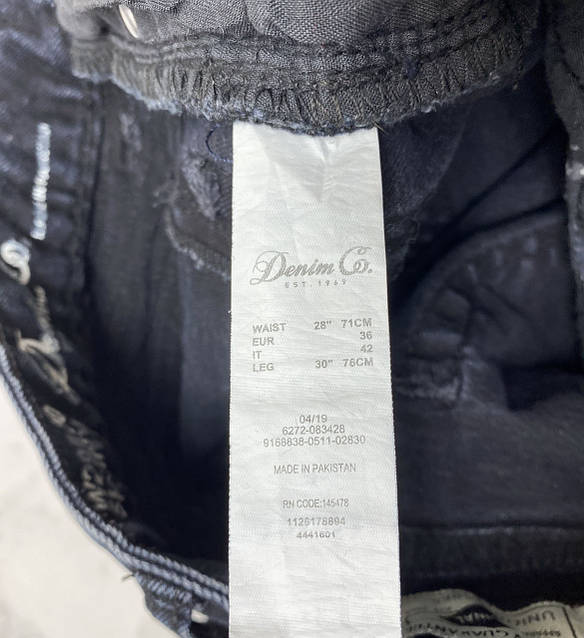 Denim Co.
EST. 1969
WAIST 28" 71CM
EUR 36
IT 42
LEG 30" 76CM
04/19
6272-083428
9168838-0511-02830
MADE IN PAKISTAN
RN CODE:145478
1126178894
4441601